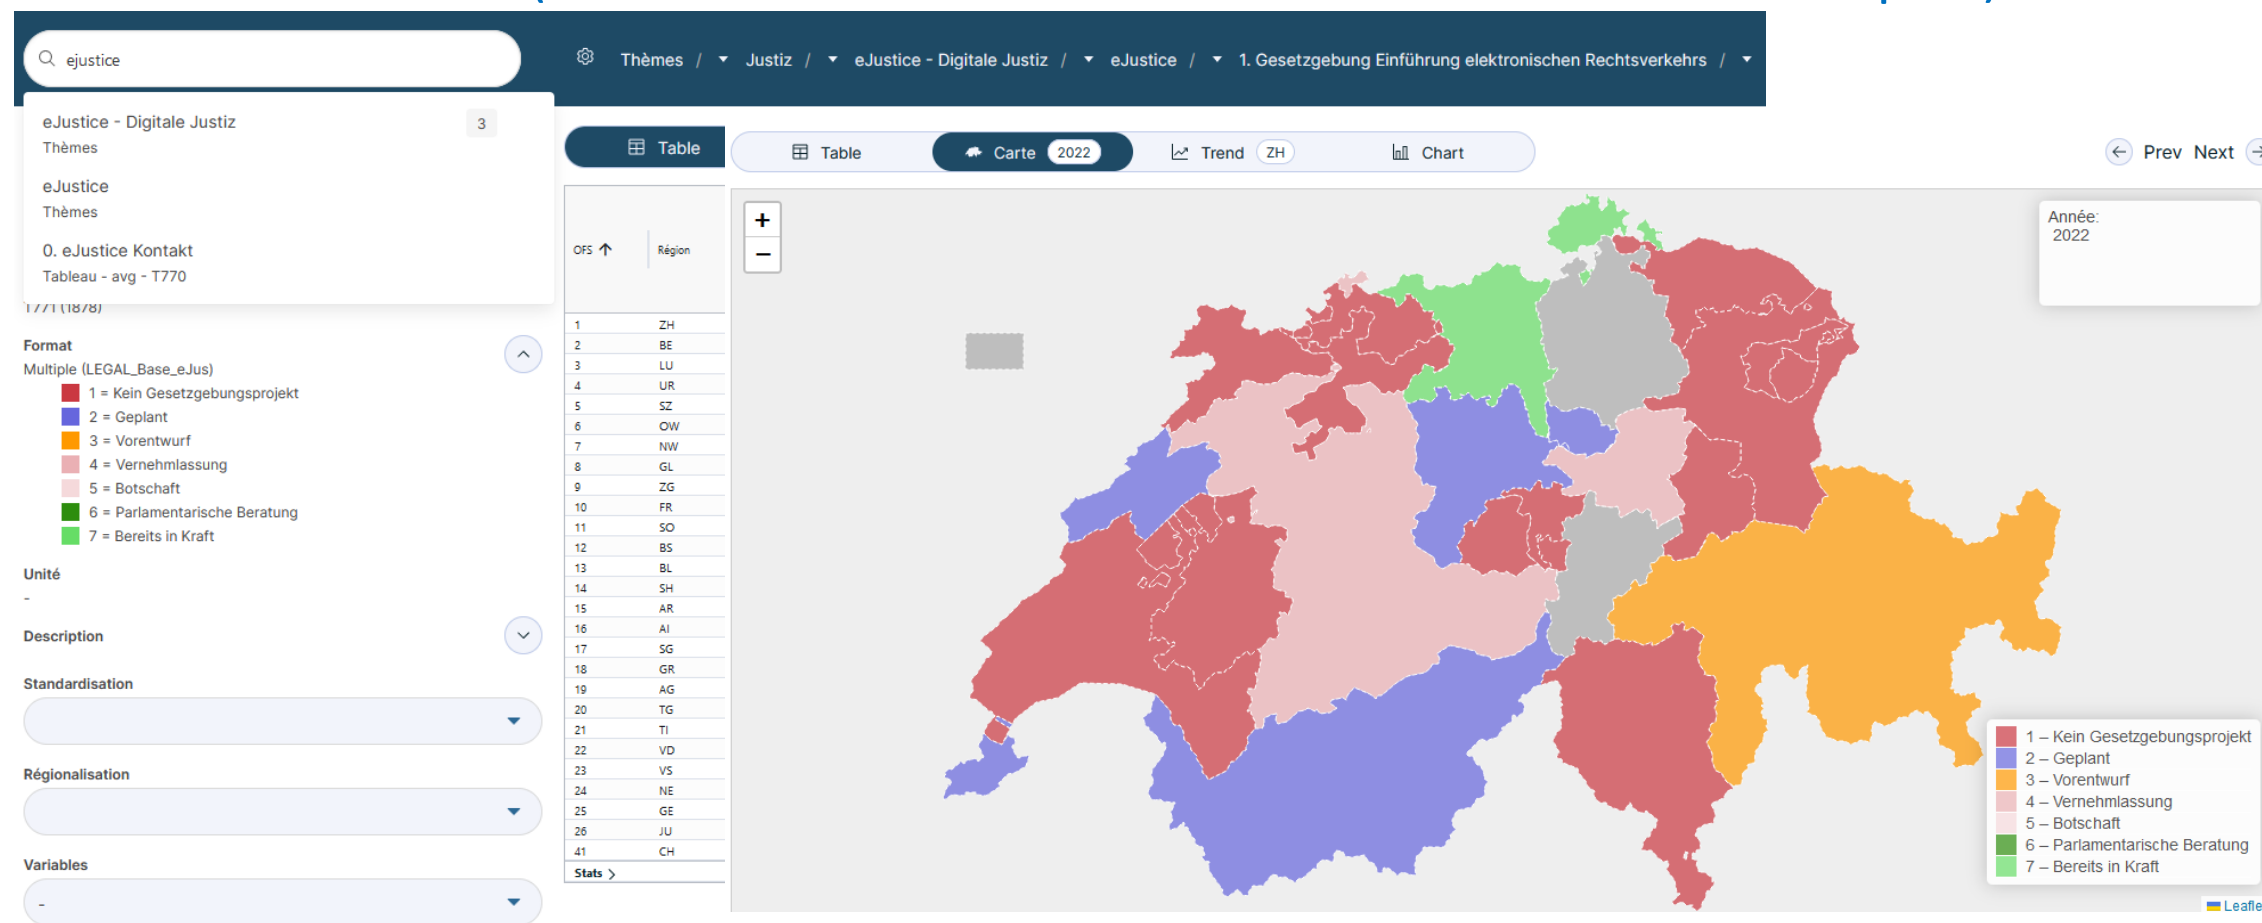 ejustice
Thèmes / Justiz / eJustice - Digitale Justiz / eJustice / 1. Gesetzgebung Einführung elektronischen Rechtsverkehrs /
eJustice - Digitale Justiz 3
Thèmes
eJustice
Thèmes
0. eJustice Kontakt
Tableau - avg - T770
T771 (1878)
Format
Multiple (LEGAL_Base_eJus)
1 = Kein Gesetzgebungsprojekt
2 = Geplant
3 = Vorentwurf
4 = Vernehmlassung
5 = Botschaft
6 = Parlamentarische Beratung
7 = Bereits in Kraft
Unité
-
Description
Standardisation
Régionalisation
Variables
-
Table
OFS Région
1 ZH
2 BE
3 LU
4 UR
5 SZ
6 OW
7 NW
8 GL
9 ZG
10 FR
11 SO
12 BS
13 BL
14 SH
15 AR
16 AI
17 SG
18 GR
19 AG
20 TG
21 TI
22 VD
23 VS
24 NE
25 GE
26 JU
41 CH
Stats >
Table Carte 2022 Trend ZH Chart
Prev Next
+
−
Année:
2022
1 – Kein Gesetzgebungsprojekt
2 – Geplant
3 – Vorentwurf
4 – Vernehmlassung
5 – Botschaft
6 – Parlamentarische Beratung
7 – Bereits in Kraft
Leafle